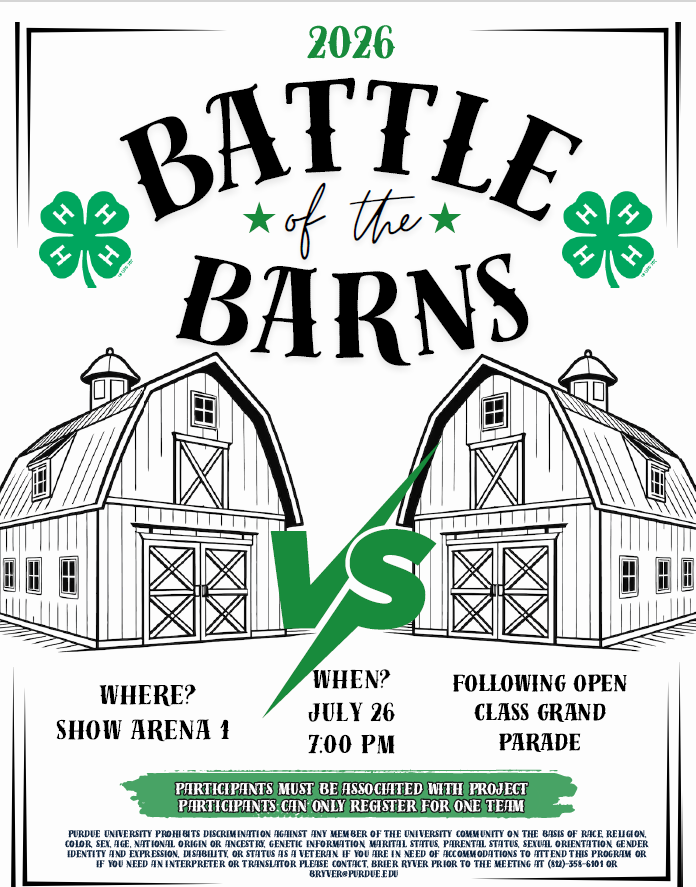 2026
BATTLE
of the
BARNS
H H
H H
H H
H H
VS
WHERE?
SHOW ARENA 1
WHEN?
JULY 26
7:00 PM
FOLLOWING OPEN
CLASS GRAND
PARADE
PARTICIPANTS MUST BE ASSOCIATED WITH PROJECT
PARTICIPANTS CAN ONLY REGISTER FOR ONE TEAM
PURDUE UNIVERSITY PROHIBITS DISCRIMINATION AGAINST ANY MEMBER OF THE UNIVERSITY COMMUNITY ON THE BASIS OF RACE, RELIGION,
COLOR, SEX, AGE, NATIONAL ORIGIN OR ANCESTRY, GENETIC INFORMATION, MARITAL STATUS, PARENTAL STATUS, SEXUAL ORIENTATION, GENDER
IDENTITY AND EXPRESSION, DISABILITY, OR STATUS AS A VETERAN. IF YOU ARE IN NEED OF ACCOMMODATIONS TO ATTEND THIS PROGRAM OR
IF YOU NEED AN INTERPRETER OR TRANSLATOR PLEASE CONTACT, BRIER RYVER PRIOR TO THE MEETING AT (812)-358-6101 OR
BRYVER@PURDUE.EDU